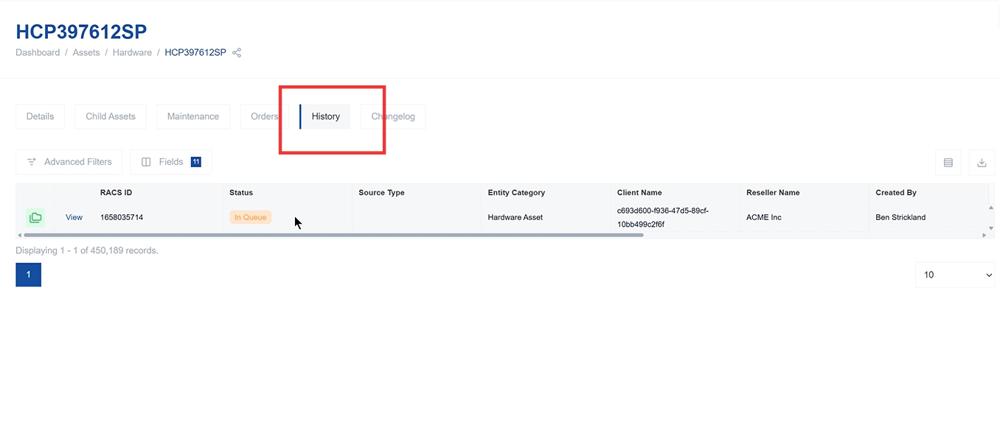 HCP397612SP
Dashboard / Assets / Hardware / HCP397612SP
Details Child Assets Maintenance Orders History Changelog
Advanced Filters Fields 11
RACS ID Status Source Type Entity Category Client Name Reseller Name Created By
View 1658035714 In Queue Hardware Asset c693d600-f936-47d5-89cf- ACME Inc Ben Strickland
10bb499c2f6f
Displaying 1 - 1 of 450,189 records.
1 10